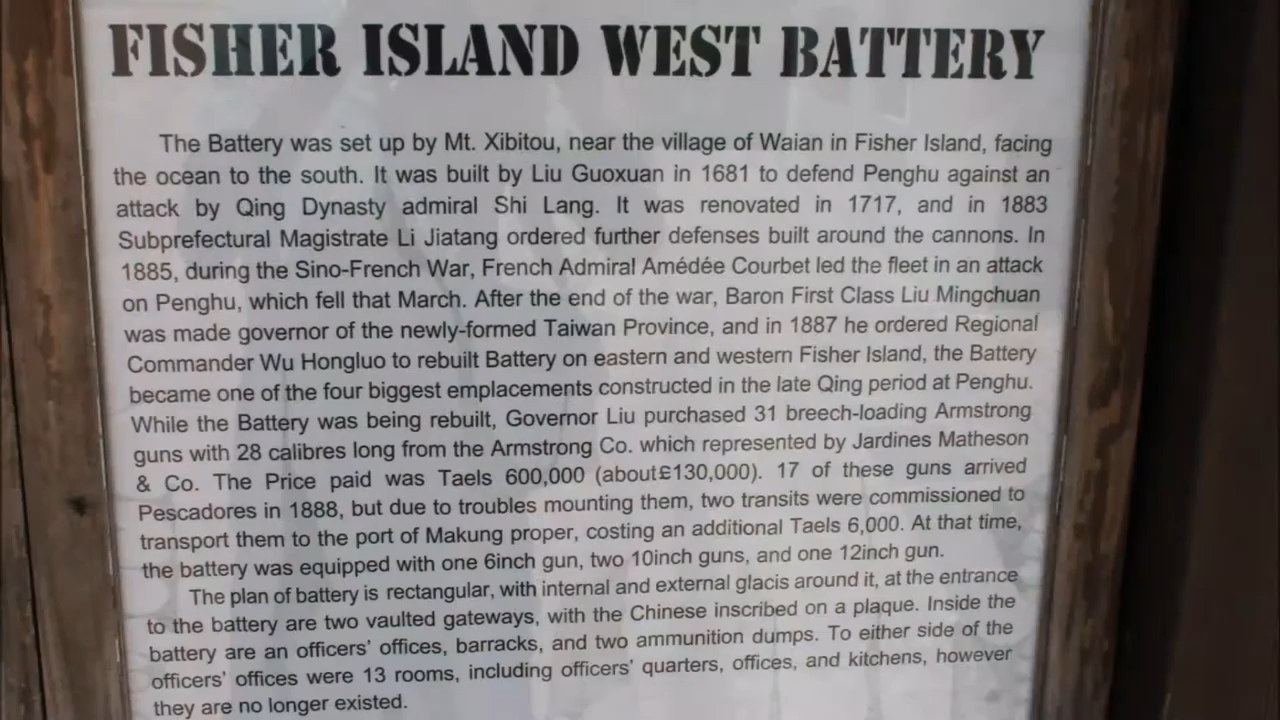 FISHER ISLAND WEST BATTERY
The Battery was set up by Mt. Xibitou, near the village of Waian in Fisher Island, facing
the ocean to the south. It was built by Liu Guoxuan in 1681 to defend Penghu against an
attack by Qing Dynasty admiral Shi Lang. It was renovated in 1717, and in 1883
Subprefectural Magistrate Li Jiatang ordered further defenses built around the cannons. In
1885, during the Sino-French War, French Admiral Amédée Courbet led the fleet in an attack
on Penghu, which fell that March. After the end of the war, Baron First Class Liu Mingchuan
was made governor of the newly-formed Taiwan Province, and in 1887 he ordered Regional
Commander Wu Hongluo to rebuilt Battery on eastern and western Fisher Island, the Battery
became one of the four biggest emplacements constructed in the late Qing period at Penghu.
While the Battery was being rebuilt, Governor Liu purchased 31 breech-loading Armstrong
guns with 28 calibres long from the Armstrong Co. which represented by Jardines Matheson
& Co. The Price paid was Taels 600,000 (about£130,000). 17 of these guns arrived
Pescadores in 1888, but due to troubles mounting them, two transits were commissioned to
transport them to the port of Makung proper, costing an additional Taels 6,000. At that time,
the battery was equipped with one 6inch gun, two 10inch guns, and one 12inch gun.
The plan of battery is rectangular, with internal and external glacis around it, at the entrance
to the battery are two vaulted gateways, with the Chinese inscribed on a plaque. Inside the
battery are an officers' offices, barracks, and two ammunition dumps. To either side of the
officers' offices were 13 rooms, including officers' quarters, offices, and kitchens, however
they are no longer existed.